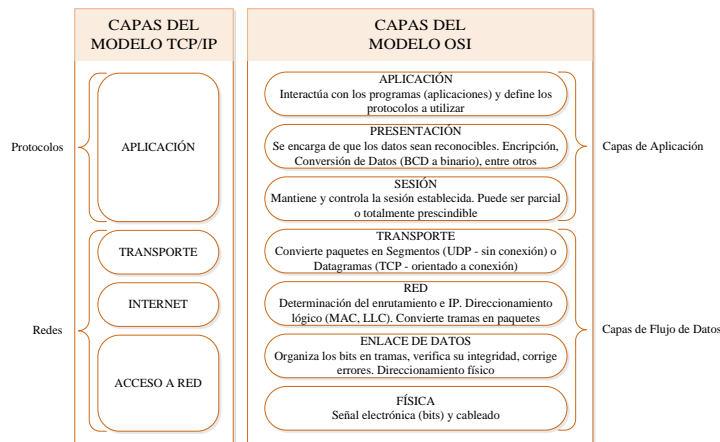 CAPAS DEL
MODELO TCP/IP
CAPAS DEL
MODELO OSI
Protocolos
APLICACIÓN
Redes
TRANSPORTE
INTERNET
ACCESO A RED
APLICACIÓN
Interactúa con los programas (aplicaciones) y define los
protocolos a utilizar
PRESENTACIÓN
Se encarga de que los datos sean reconocibles. Encripción,
Conversión de Datos (BCD a binario), entre otros
SESIÓN
Mantiene y controla la sesión establecida. Puede ser parcial
o totalmente prescindible
Capas de Aplicación
TRANSPORTE
Convierte paquetes en Segmentos (UDP - sin conexión) o
Datagramas (TCP - orientado a conexión)
RED
Determinación del enrutamiento e IP. Direccionamiento
lógico (MAC, LLC). Convierte tramas en paquetes
ENLACE DE DATOS
Organiza los bits en tramas, verifica su integridad, corrige
errores. Direccionamiento físico
FÍSICA
Señal electrónica (bits) y cableado
Capas de Flujo de Datos